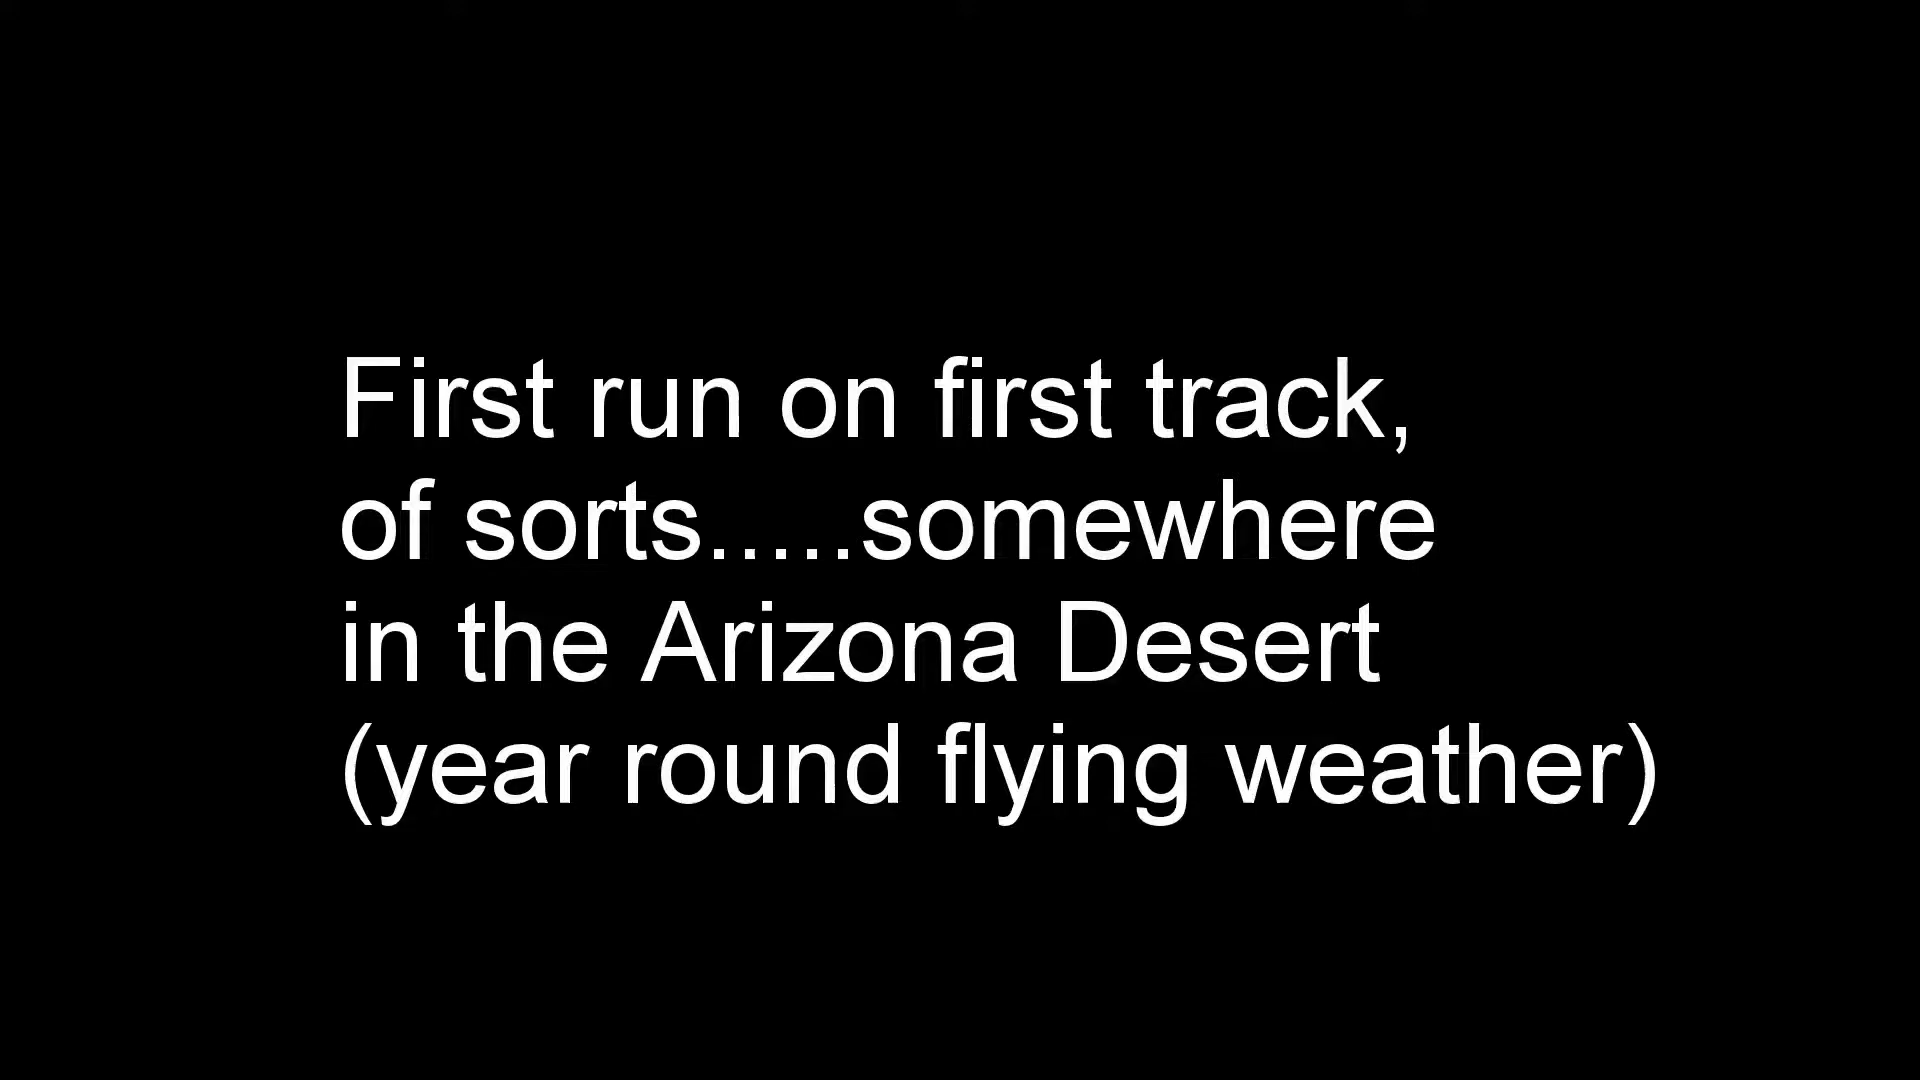 First run on first track,
of sorts.....somewhere
in the Arizona Desert
(year round flying weather)